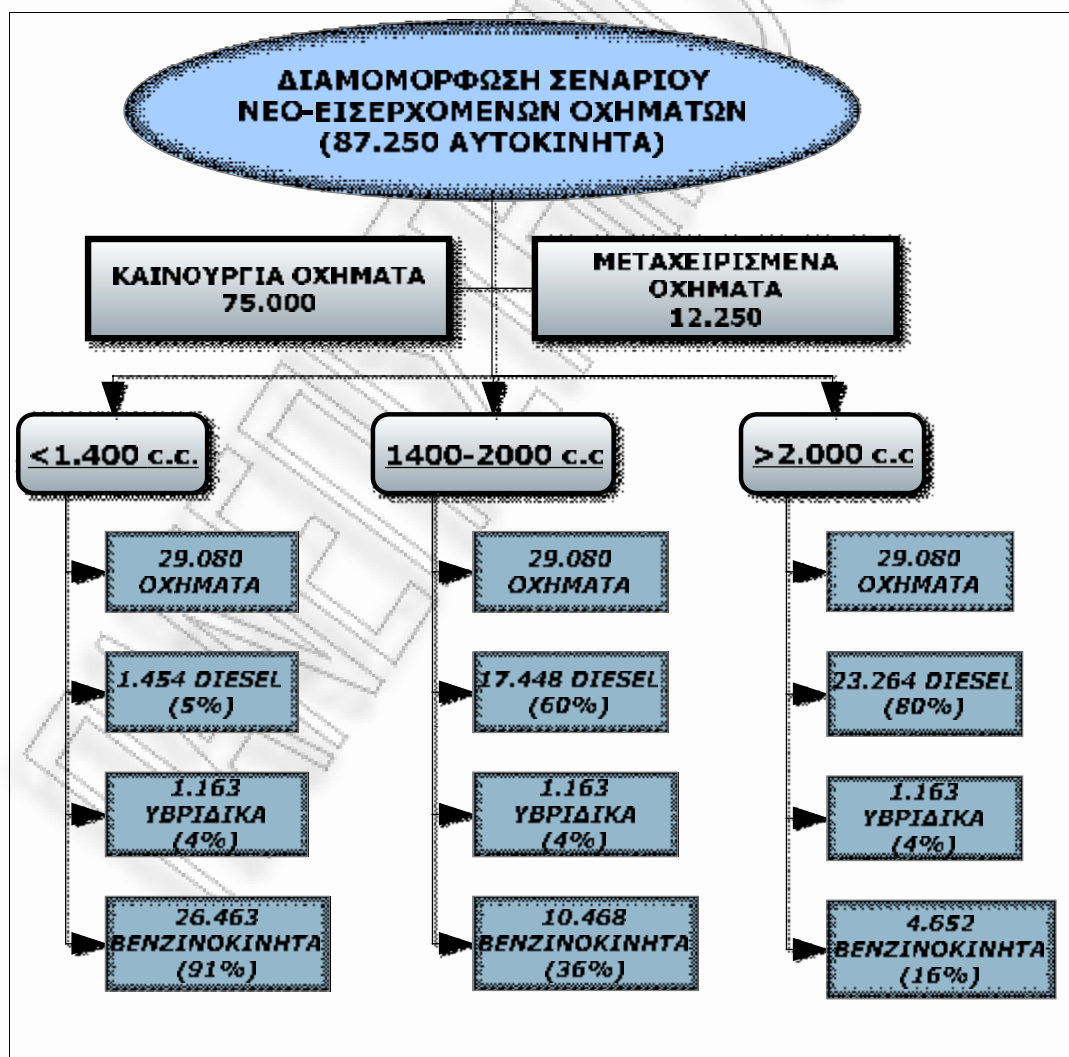 ΔΙΑΜΟΜΟΡΦΩΣΗ ΣΕΝΑΡΙΟΥ
ΝΕΟ-ΕΙΣΕΡΧΟΜΕΝΩΝ ΟΧΗΜΑΤΩΝ
(87.250 ΑΥΤΟΚΙΝΗΤΑ)
ΚΑΙΝΟΥΡΓΙΑ ΟΧΗΜΑΤΑ
75.000
ΜΕΤΑΧΕΙΡΙΣΜΕΝΑ
ΟΧΗΜΑΤΑ
12.250
<1.400 c.c.
29.080
ΟΧΗΜΑΤΑ
1.454 DIESEL
(5%)
1.163
ΥΒΡΙΔΙΚΑ
(4%)
26.463
ΒΕΝΖΙΝΟΚΙΝΗΤΑ
(91%)
1400-2000 c.c
29.080
ΟΧΗΜΑΤΑ
17.448 DIESEL
(60%)
1.163
ΥΒΡΙΔΙΚΑ
(4%)
10.468
ΒΕΝΖΙΝΟΚΙΝΗΤΑ
(36%)
>2.000 c.c
29.080
ΟΧΗΜΑΤΑ
23.264 DIESEL
(80%)
1.163
ΥΒΡΙΔΙΚΑ
(4%)
4.652
ΒΕΝΖΙΝΟΚΙΝΗΤΑ
(16%)